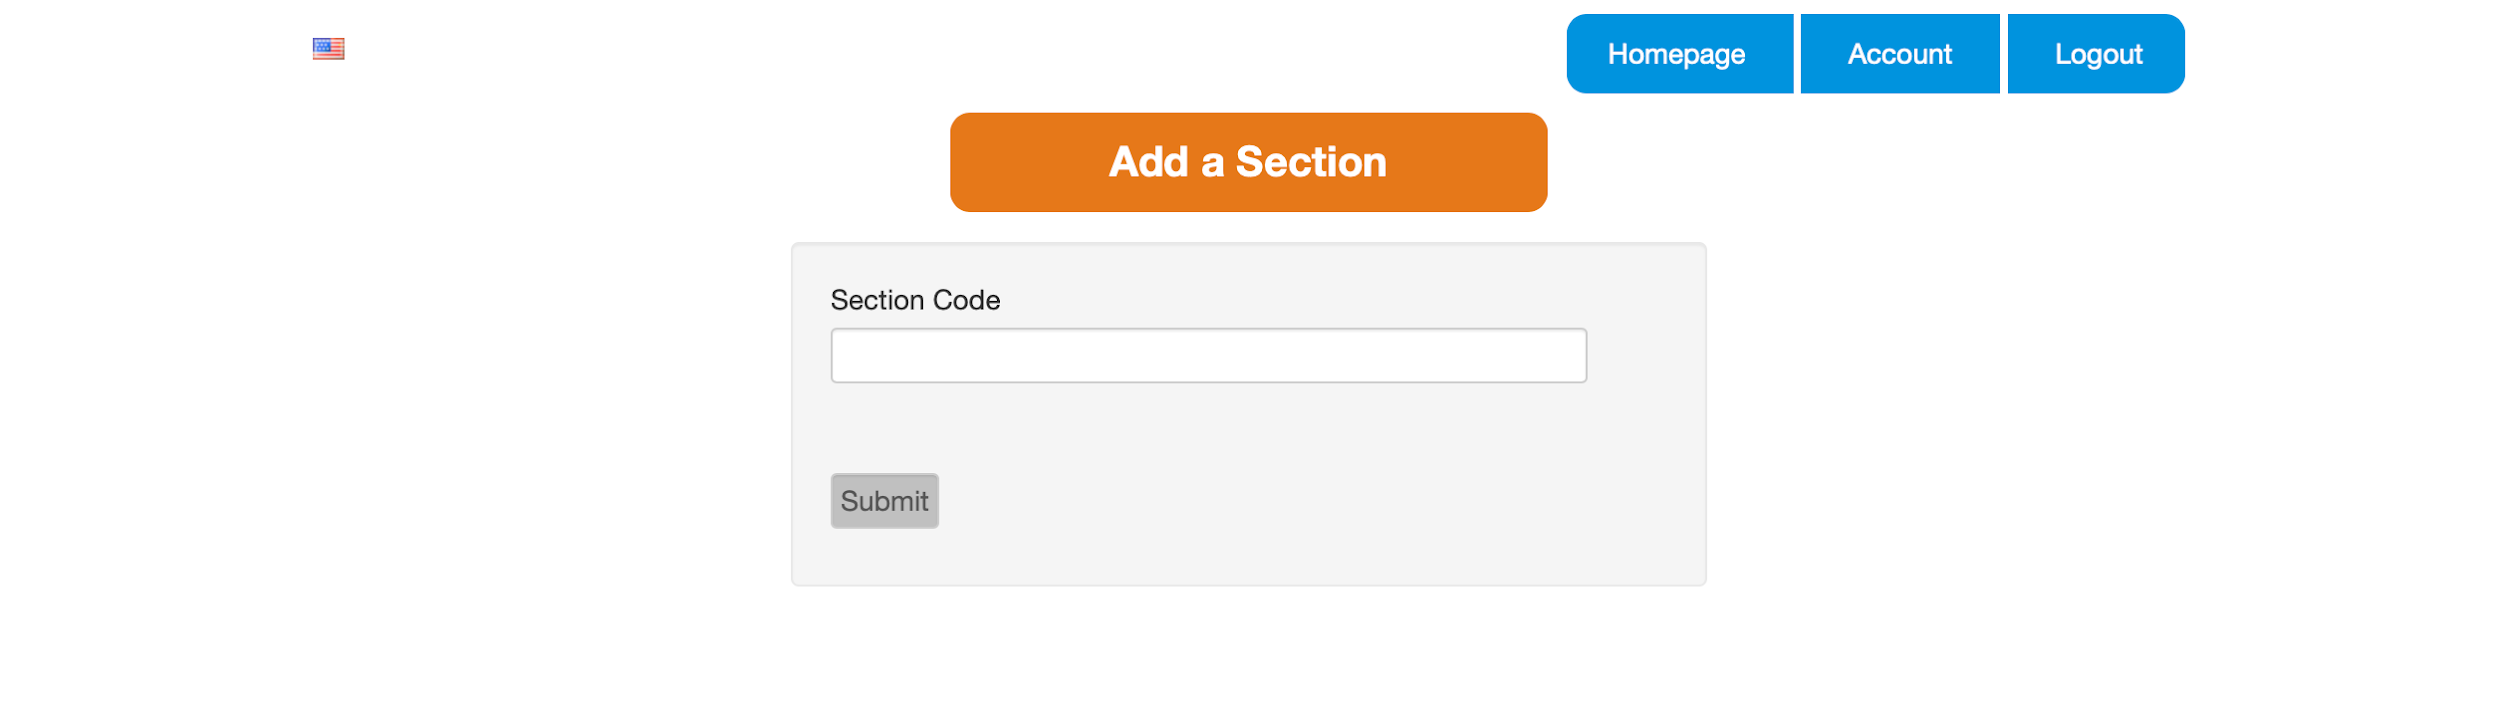 Homepage
Account
Logout
Add a Section
Section Code
Submit